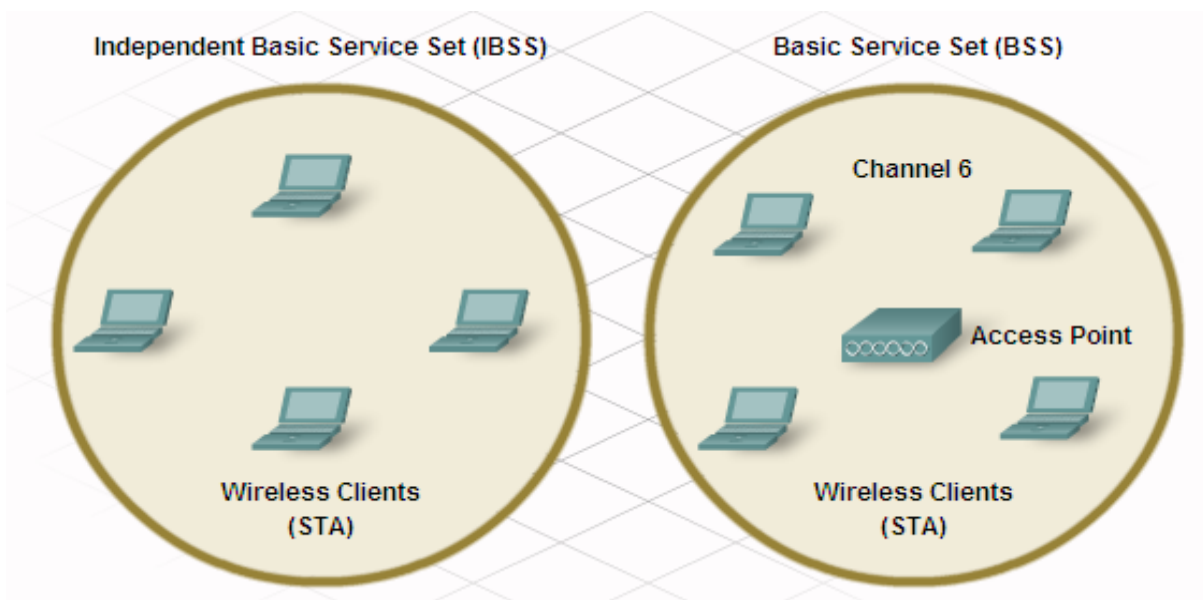 Independent Basic Service Set (IBSS)
Wireless Clients
(STA)
Basic Service Set (BSS)
Channel 6
Access Point
Wireless Clients
(STA)